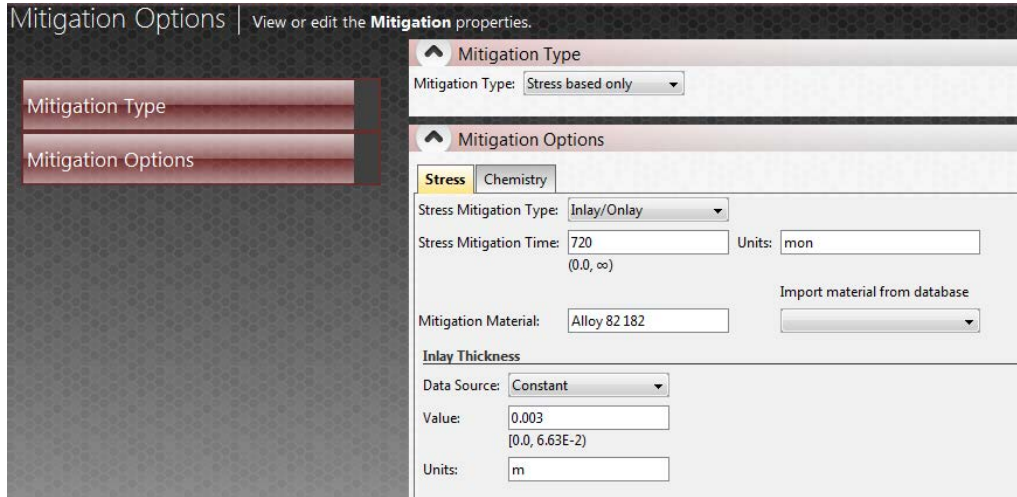 Mitigation Options | View or edit the Mitigation properties.
Mitigation Type
Mitigation Options
Mitigation Type
Mitigation Type: Stress based only
Mitigation Options
Stress Chemistry
Stress Mitigation Type: Inlay/Onlay
Stress Mitigation Time: 720 Units: mon
(0.0, ∞)
Import material from database
Mitigation Material: Alloy 82 182
Inlay Thickness
Data Source: Constant
Value: 0.003
[0.0, 6.63E-2)
Units: m